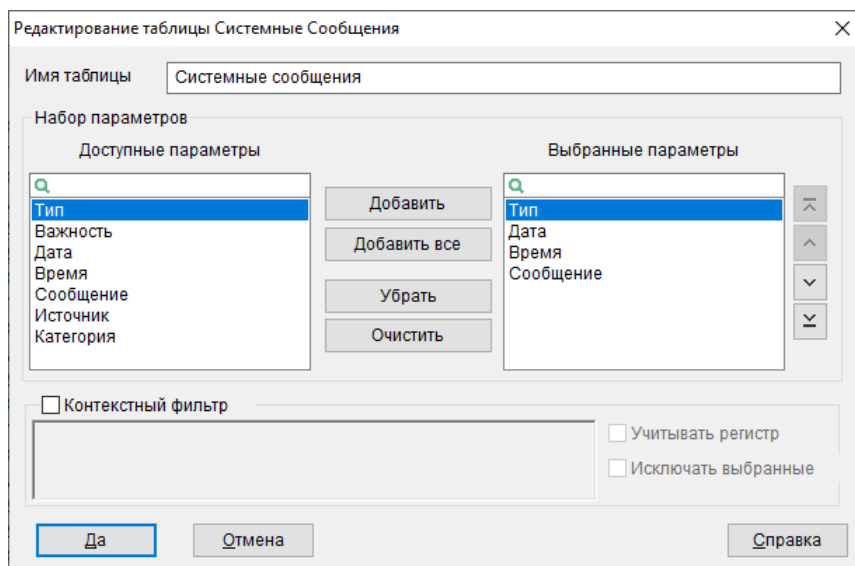 Редактирование таблицы Системные Сообщения
Имя таблицы
Системные сообщения
Набор параметров
Доступные параметры
Тип
Важность
Дата
Время
Сообщение
Источник
Категория
Добавить
Добавить все
Убрать
Очистить
Выбранные параметры
Тип
Дата
Время
Сообщение
Контекстный фильтр
Учитывать регистр
Исключать выбранные
Да
Отмена
Справка